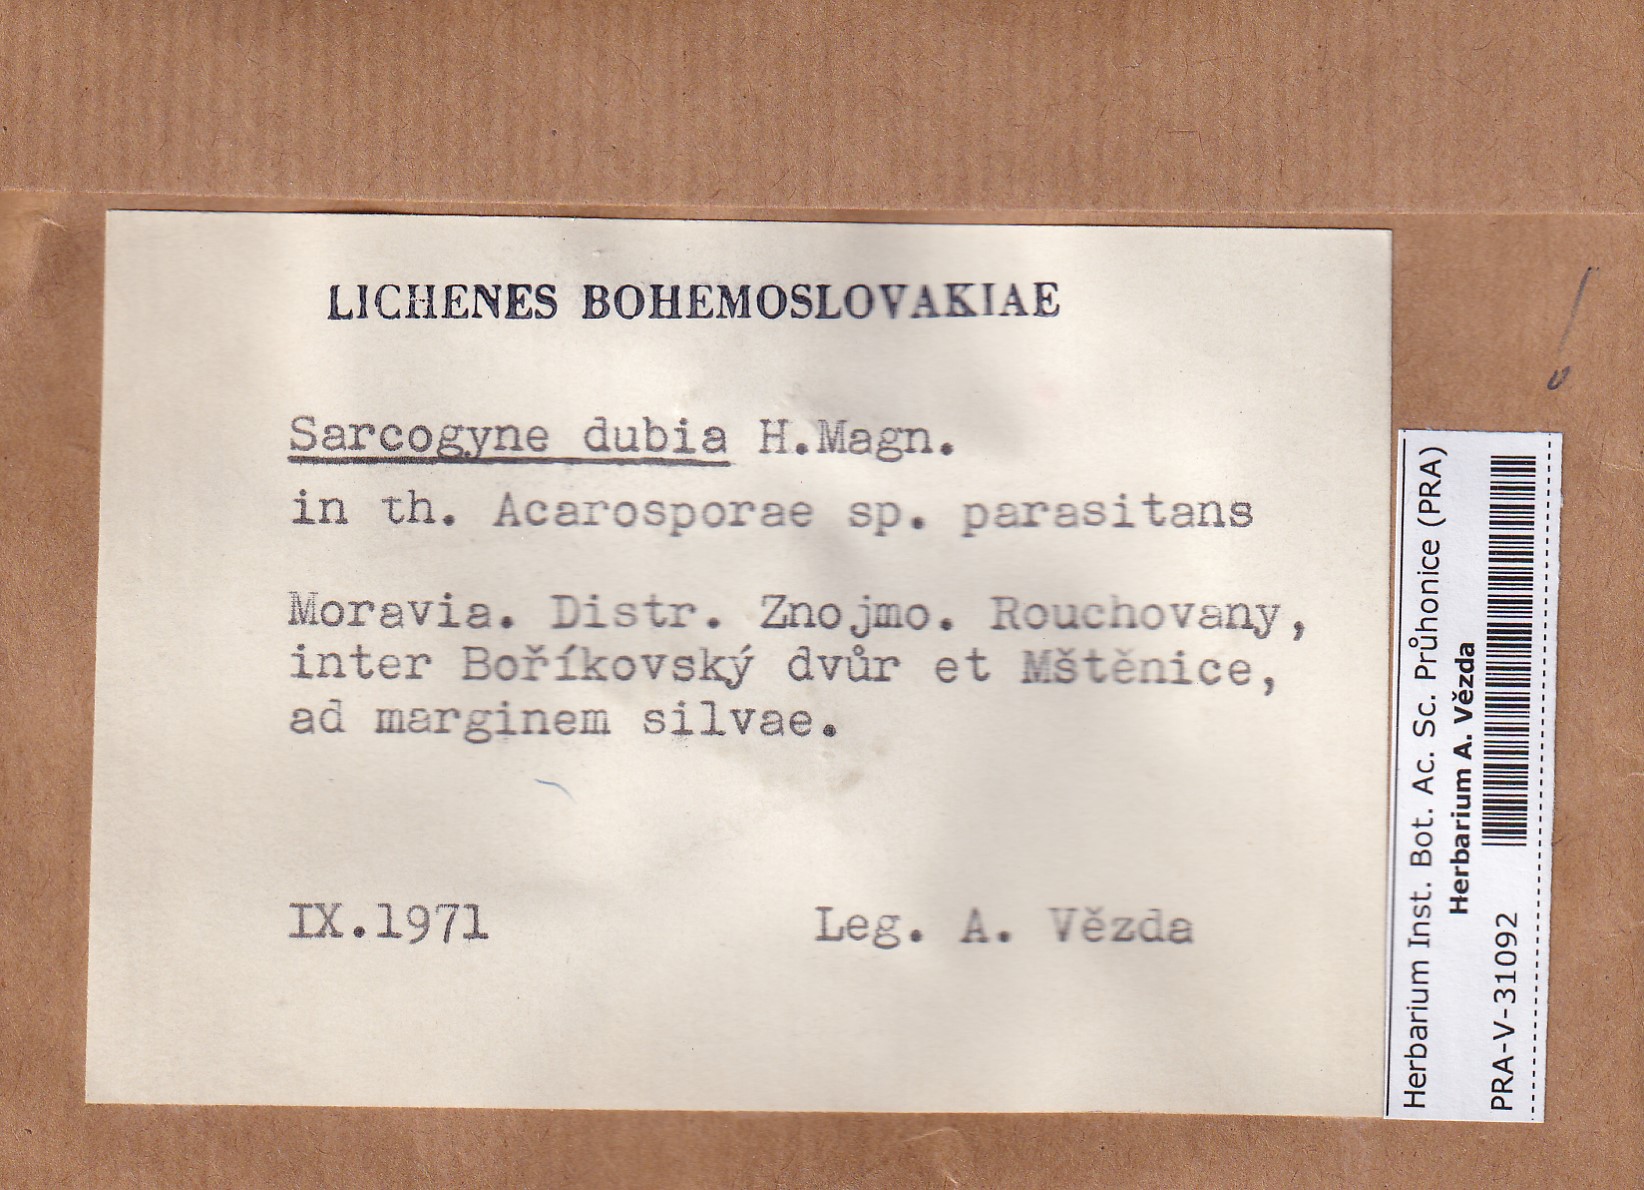 LICHENES BOHEMOSLOVAKIAE
Sarcogyne dubia H.Magn.
in th. Acarosporae sp. parasitans
Moravia. Distr. Znojmo. Rouchovany,
inter Boříkovský dvůr et Mštěnice,
ad marginem silvae.
IX.1971 Leg. A. Vězda
Herbarium Inst. Bot. Ac. Sc. Průhonice (PRA)
Herbarium A. Vězda
PRA-V-31092
!